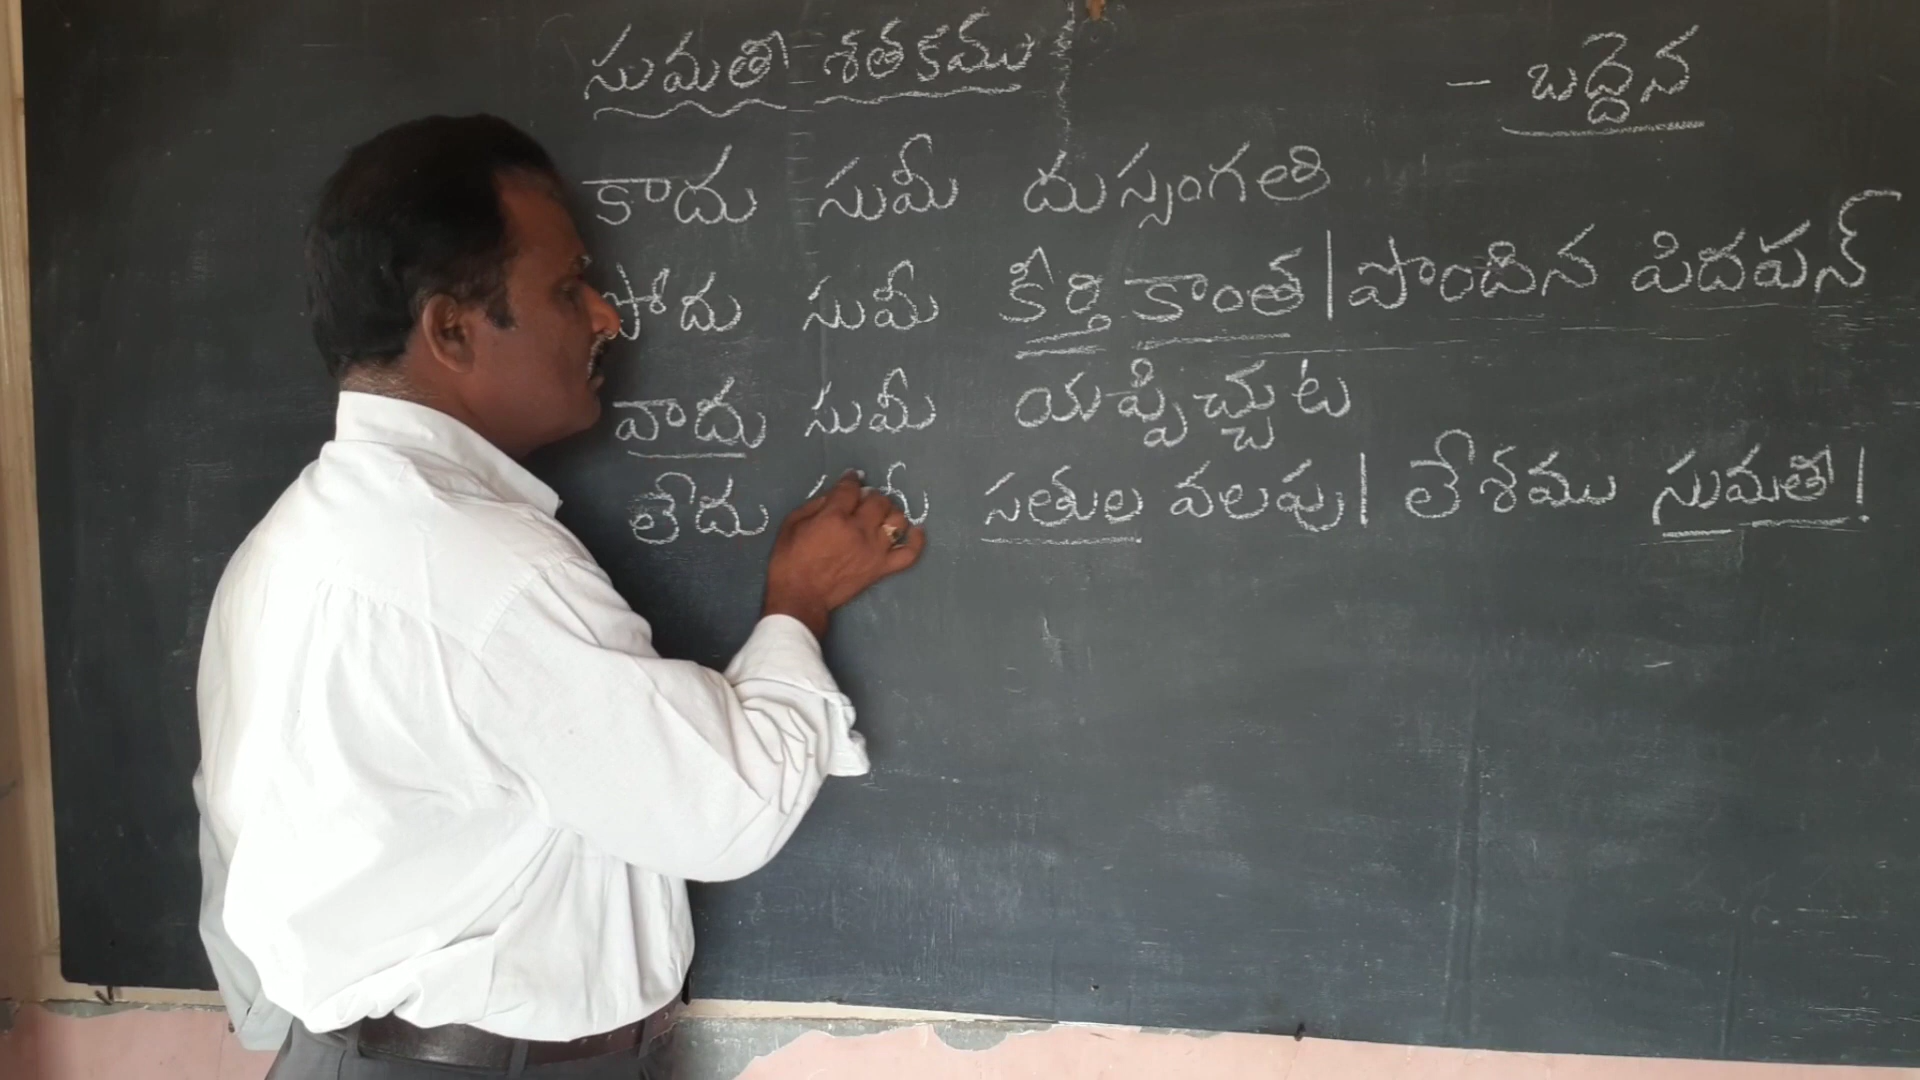 సుమతీ శతకము - బద్దెన
కాదు సుమీ దుస్సంగతి
పోదు సుమీ కీర్తి కాంత | పొందిన పిదపన్
వాదు సుమీ యప్పిచ్చుట
లేదు సుమీ సతుల వలపు | లేశము సుమతీ !